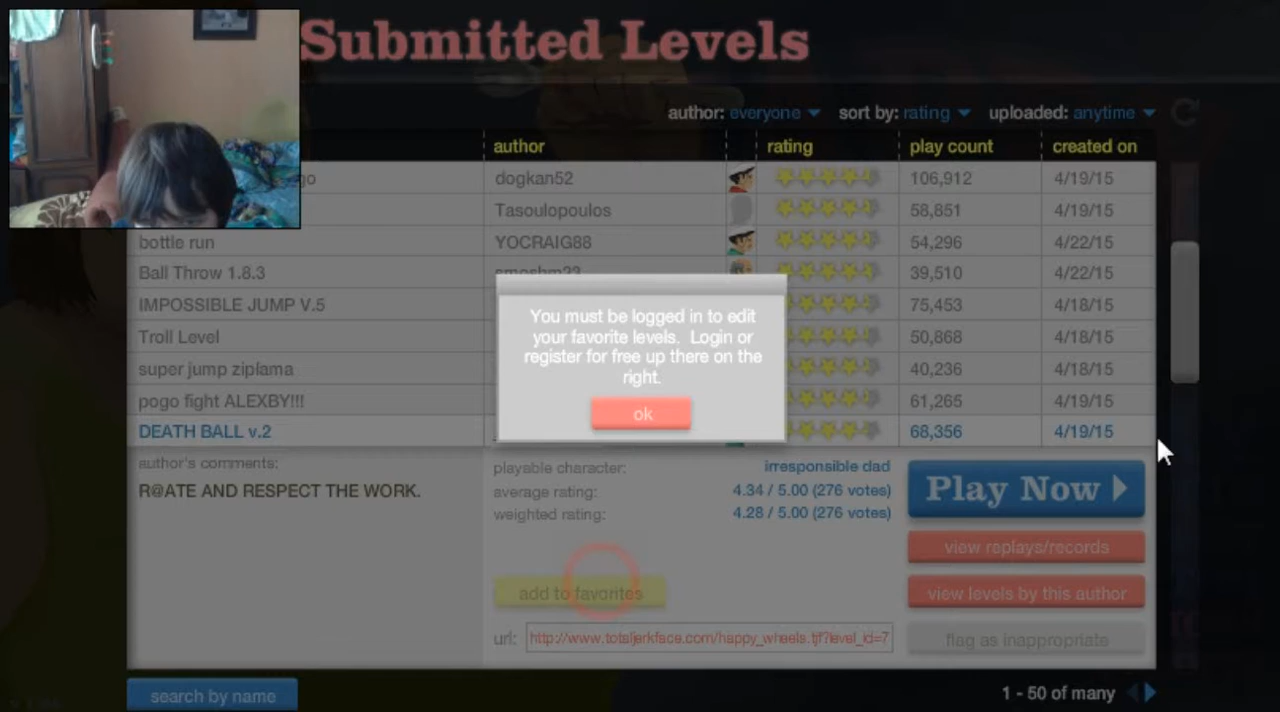 Submitted Levels
author: everyone sort by: rating uploaded: anytime
author rating play count created on
go dogkan52 106,912 4/19/15
Tasoulopoulos 58,851 4/19/15
bottle run YOCRAIG88 54,296 4/22/15
Ball Throw 1.8.3 39,510 4/22/15
IMPOSSIBLE JUMP V.5 75,453 4/18/15
Troll Level 50,868 4/18/15
super jump ziplama 40,236 4/18/15
pogo fight ALEXBY!!! 61,265 4/19/15
DEATH BALL v.2 68,356 4/19/15
You must be logged in to edit
your favorite levels. Login or
register for free up there on the
right.
ok
author's comments:
R@ATE AND RESPECT THE WORK.
playable character: irresponsible dad
average rating: 4.34 / 5.00 (276 votes)
weighted rating: 4.28 / 5.00 (276 votes)
add to favorites
url: http://www.totaljerkface.com/happy_wheels.tjf?level_id=7
Play Now
view replays/records
view levels by this author
flag as inappropriate
search by name
1 - 50 of many